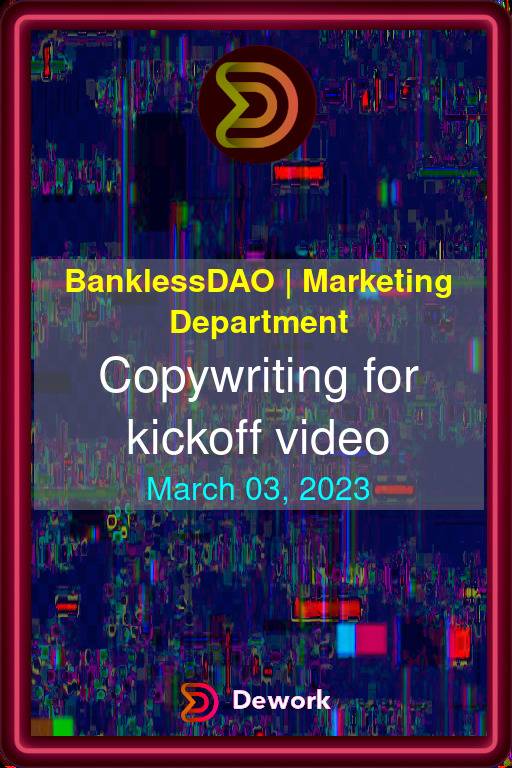 BanklessDAO | Marketing
Department
Copywriting for
kickoff video
March 03, 2023
Dework